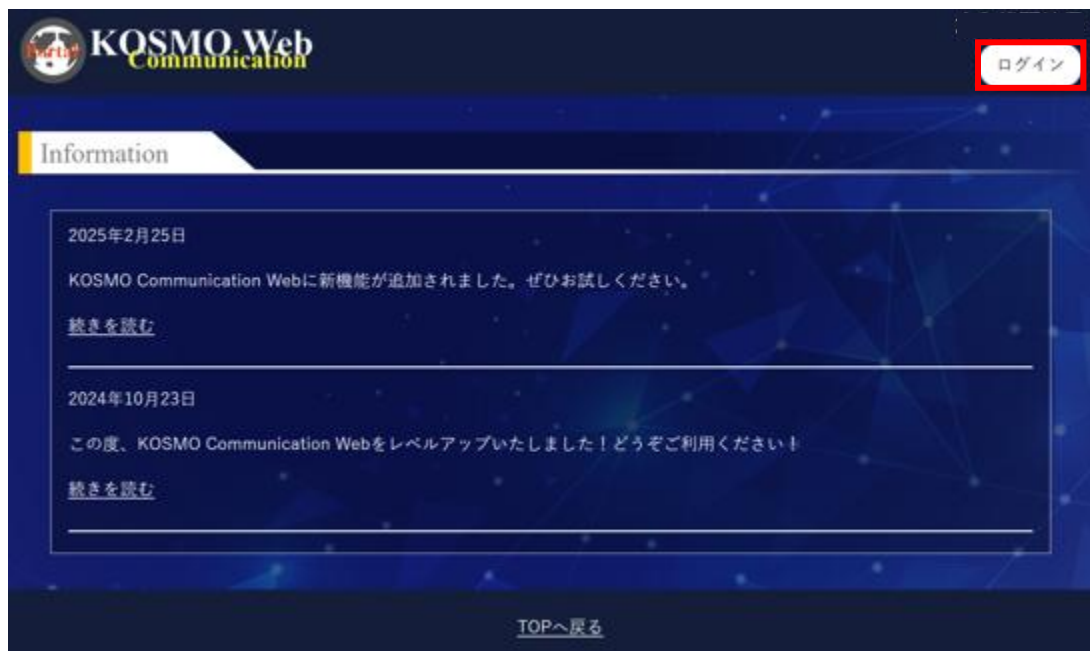 Portal
KOSMO Web
Communication
ログイン
Information
2025年2月25日
KOSMO Communication Webに新機能が追加されました。ぜひお試しください。
続きを読む
2024年10月23日
この度、KOSMO Communication Webをレベルアップいたしました！どうぞご利用ください！
続きを読む
TOPへ戻る